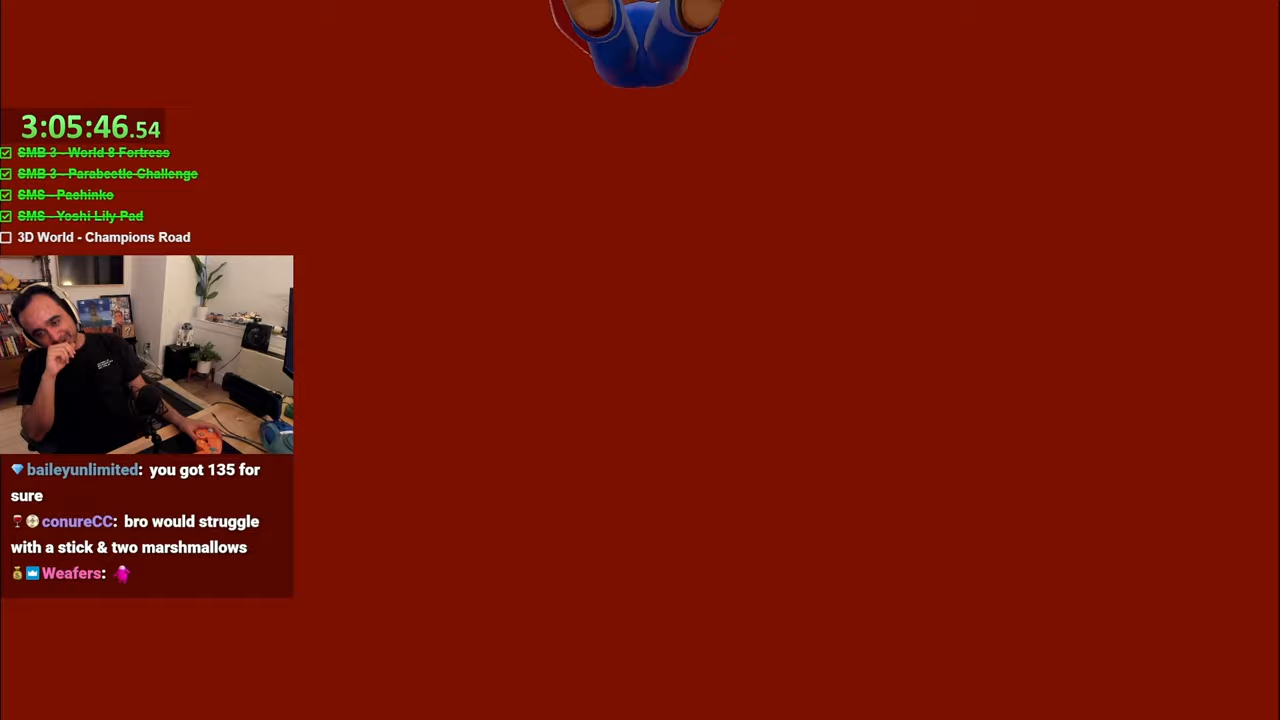 3:05:46.54
SMB 3 - World 8 Fortress
SMB 3 - Parabeetle Challenge
SMS - Pachinko
SMS - Yoshi Lily Pad
3D World - Champions Road
baileyunlimited: you got 135 for
sure
conureCC: bro would struggle
with a stick & two marshmallows
Weafers: